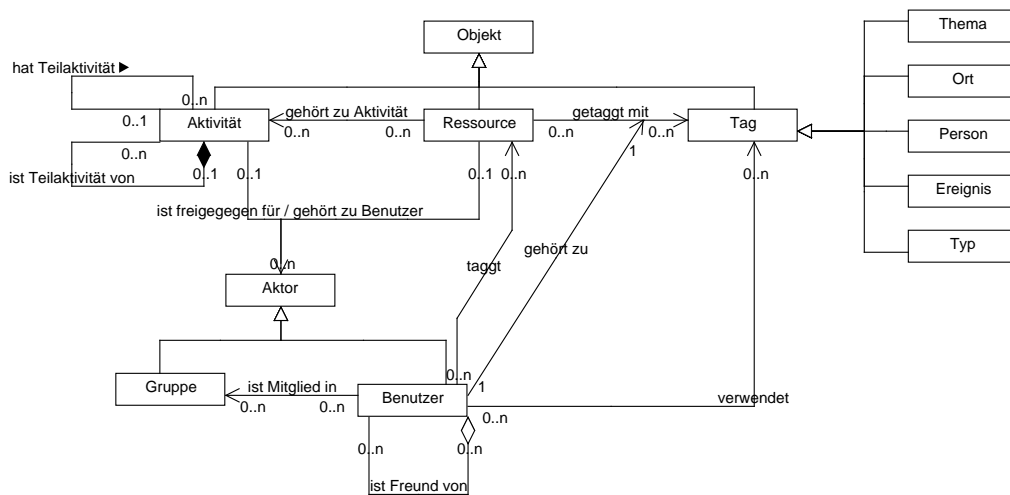 Thema
Objekt
hat Teilaktivität ▶
Ort
0..n
gehört zu Aktivität
getaggt mit
0..1
Aktivität
0..n
0..n
Ressource
0..n
0..n
Tag
Person
0..n
1
ist Teilaktivität von
0..1
0..1
0..1
0..n
0..n
Ereignis
ist freigegegen für / gehört zu Benutzer
Typ
gehört zu
taggt
0..n
Aktor
0..n
1
Gruppe
ist Mitglied in
Benutzer
verwendet
0..n
0..n
0..n
0..n
0..n
ist Freund von